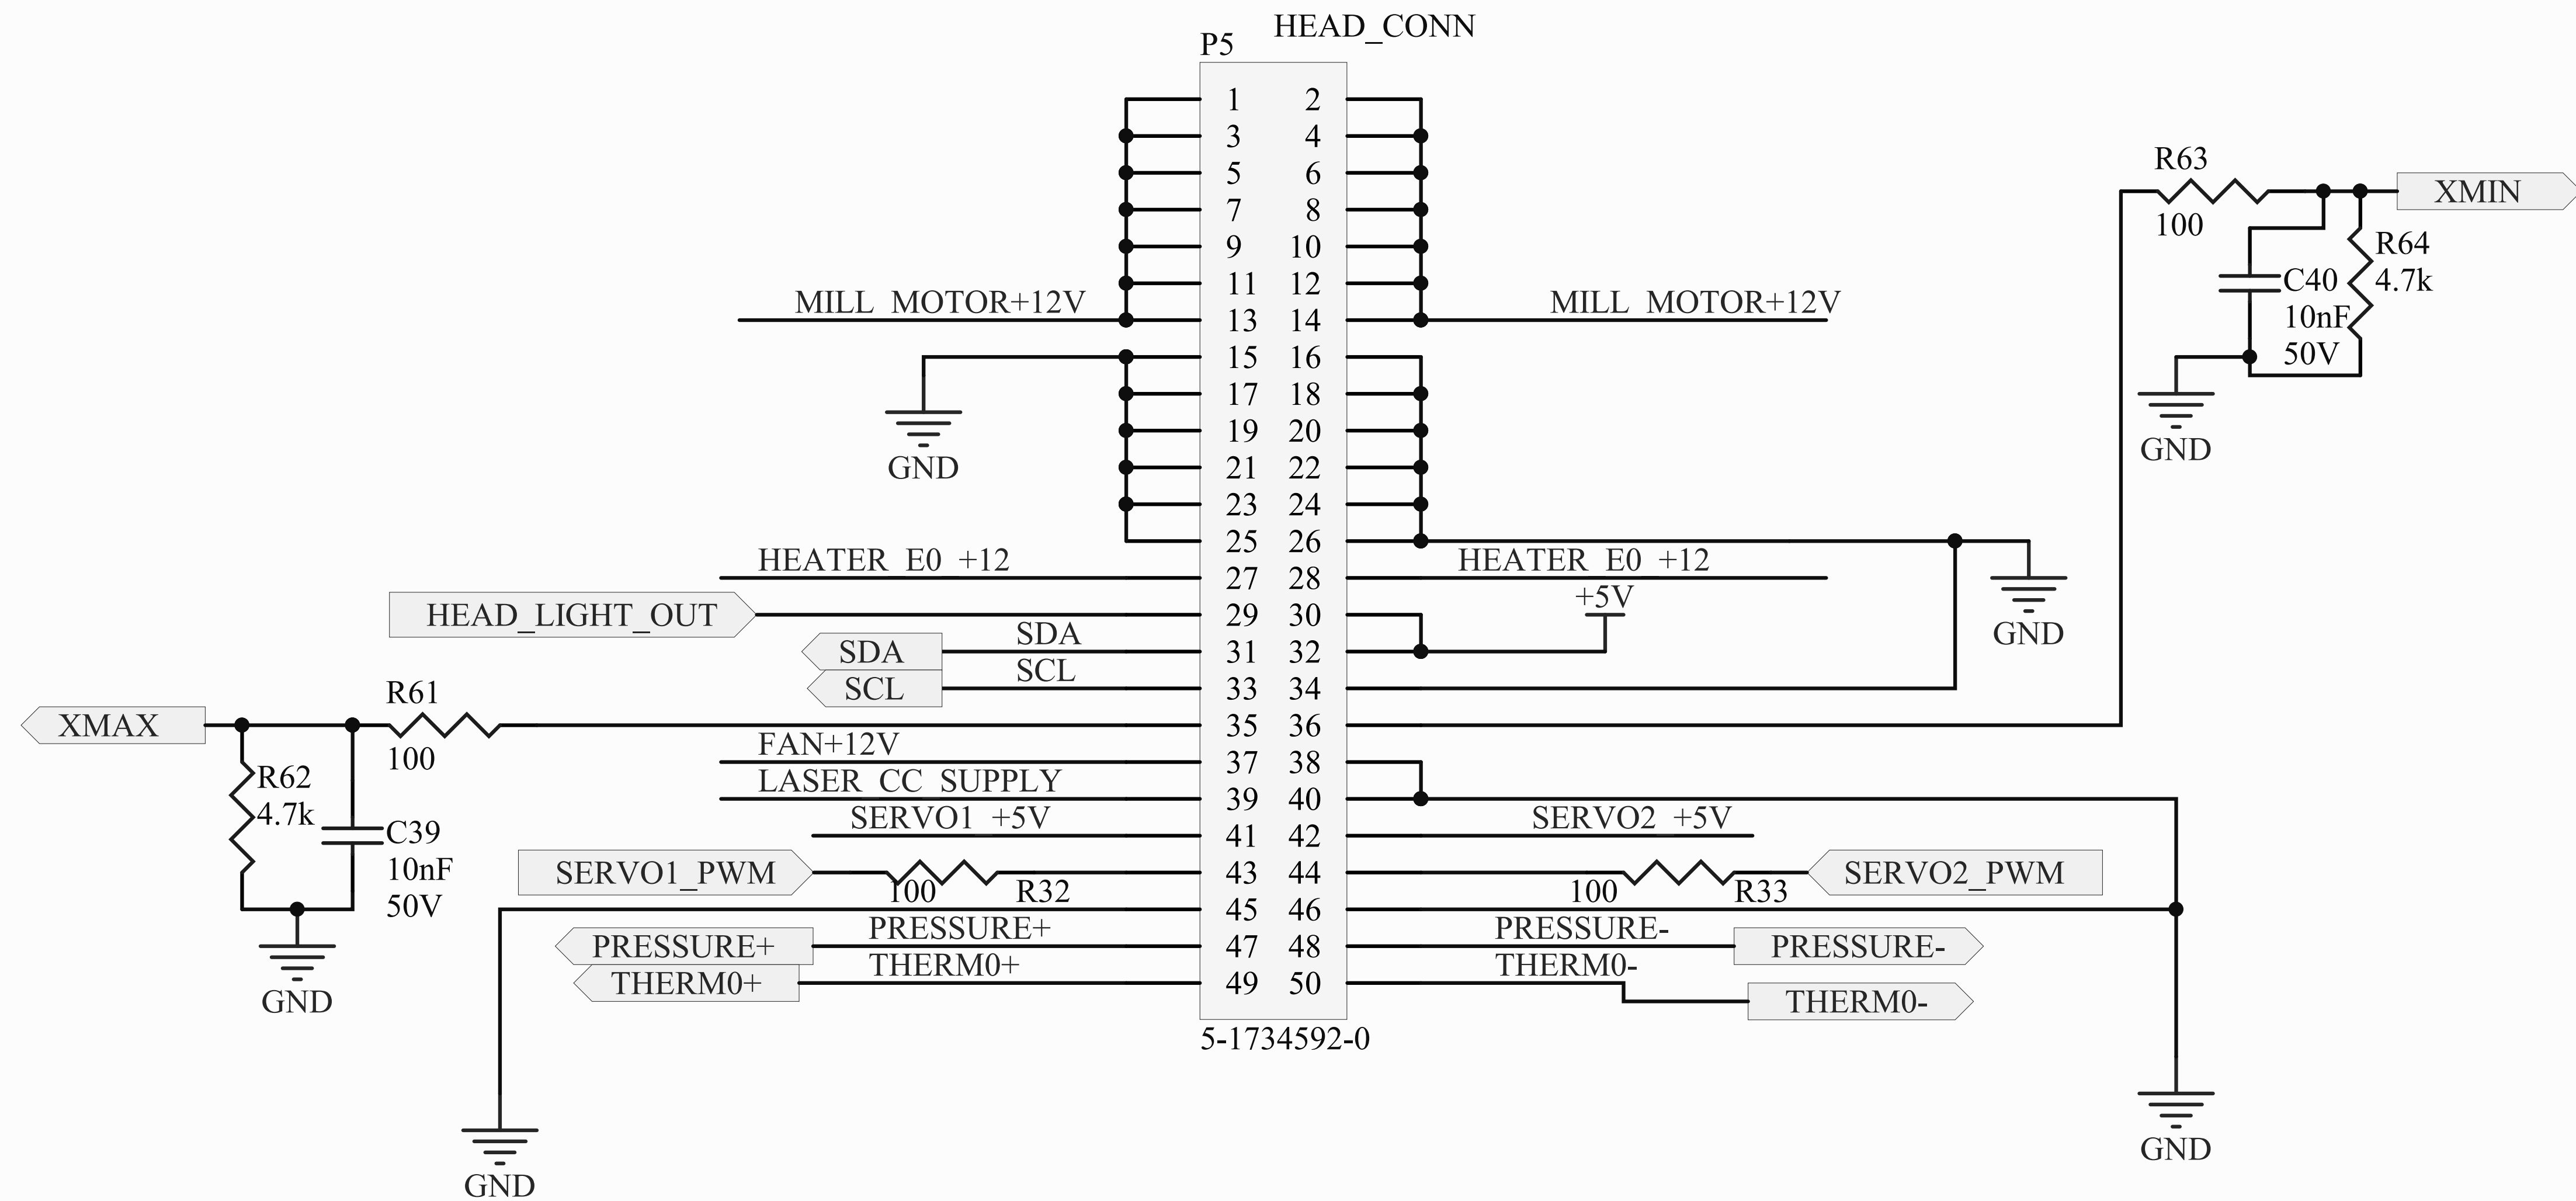 HEAD_CONN
P5
1 2
3 4
5 6
7 8
9 10
11 12
MILL MOTOR+12V 13 14 MILL MOTOR+12V
15 16
17 18
19 20
GND 21 22
23 24
25 26
HEATER E0 +12 27 28 HEATER E0 +12
+5V
HEAD_LIGHT_OUT 29 30
GND
SDA SDA 31 32
SCL SCL 33 34
R63
100
XMIN
R64
4.7k
C40
10nF
50V
GND
R61
XMAX 35 36
100
FAN+12V 37 38
R62
4.7k
LASER CC SUPPLY 39 40
C39
10nF
50V
GND
SERVO1 +5V 41 42 SERVO2 +5V
SERVO1_PWM 100 R32 43 44 100 R33 SERVO2_PWM
45 46
PRESSURE+ PRESSURE+ 47 48 PRESSURE- PRESSURE-
THERM0+ THERM0+ 49 50 THERM0- THERM0-
5-1734592-0
GND
GND